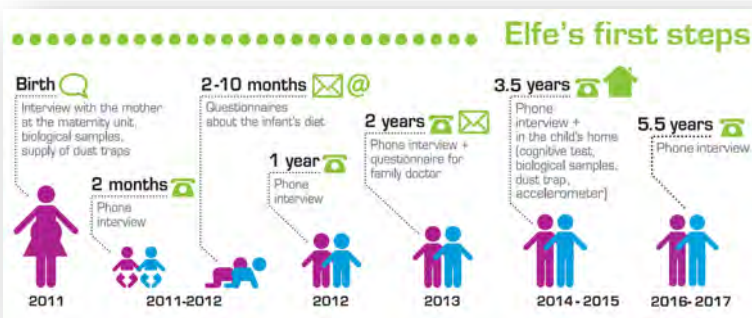 Elfe's first steps
Birth
Interview with the mother
at the maternity unit,
biological samples,
supply of dust traps
2 months
Phone
interview
2-10 months @
Questionnaires
about the infant's diet
1 year
Phone
interview
2 years
Phone interview +
questionnaire for
family doctor
3.5 years
Phone
interview +
in the child's home
(cognitive test,
biological samples,
dust trap,
accelerometer)
5.5 years
Phone interview
2011
2011-2012
2012
2013
2014-2015
2016-2017